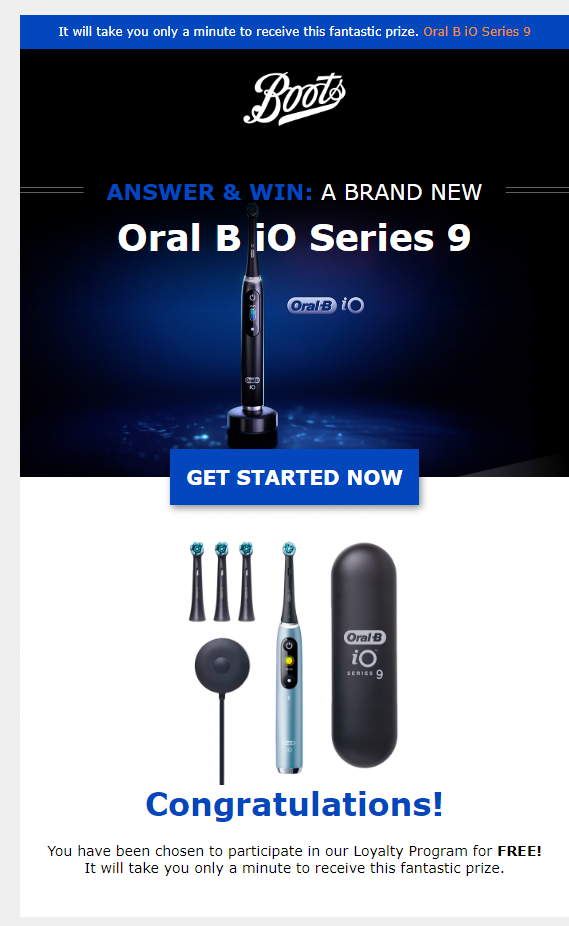 It will take you only a minute to receive this fantastic prize. Oral B iO Series 9
Boots
ANSWER & WIN: A BRAND NEW
Oral B iO Series 9
Oral-B iO
Oral-B
iO
GET STARTED NOW
Oral-B
iO
SERIES 9
Congratulations!
You have been chosen to participate in our Loyalty Program for FREE!
It will take you only a minute to receive this fantastic prize.